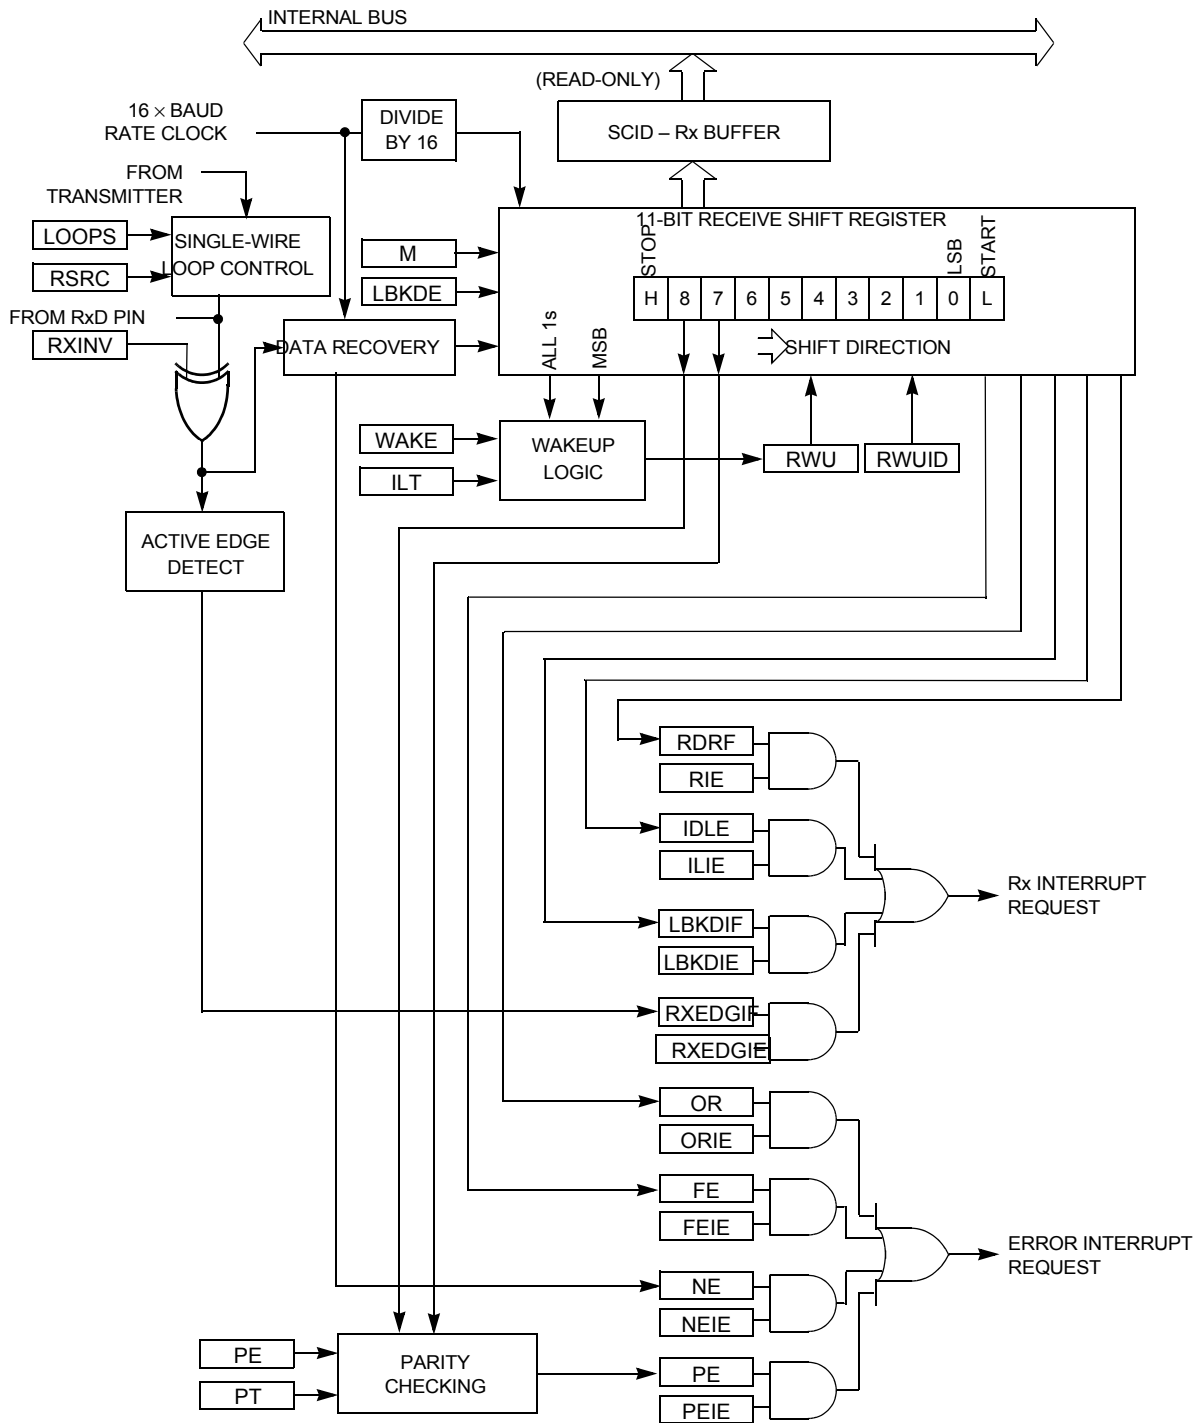 INTERNAL BUS
(READ-ONLY)
16 × BAUD
RATE CLOCK
DIVIDE
BY 16
SCID – Rx BUFFER
FROM
TRANSMITTER
11-BIT RECEIVE SHIFT REGISTER
LOOPS
RSRC
SINGLE-WIRE
LOOP CONTROL
M
LBKDE
STOP
LSB
START
H 8 7 6 5 4 3 2 1 0 L
FROM RxD PIN
RXINV
DATA RECOVERY
ALL 1s
MSB
SHIFT DIRECTION
WAKE
ILT
WAKEUP
LOGIC
RWU
RWUID
ACTIVE EDGE
DETECT
RDRF
RIE
IDLE
ILIE
Rx INTERRUPT
REQUEST
LBKDIF
LBKDIE
RXEDGIF
RXEDGIE
OR
ORIE
FE
FEIE
ERROR INTERRUPT
REQUEST
NE
NEIE
PE
PT
PARITY
CHECKING
PE
PEIE